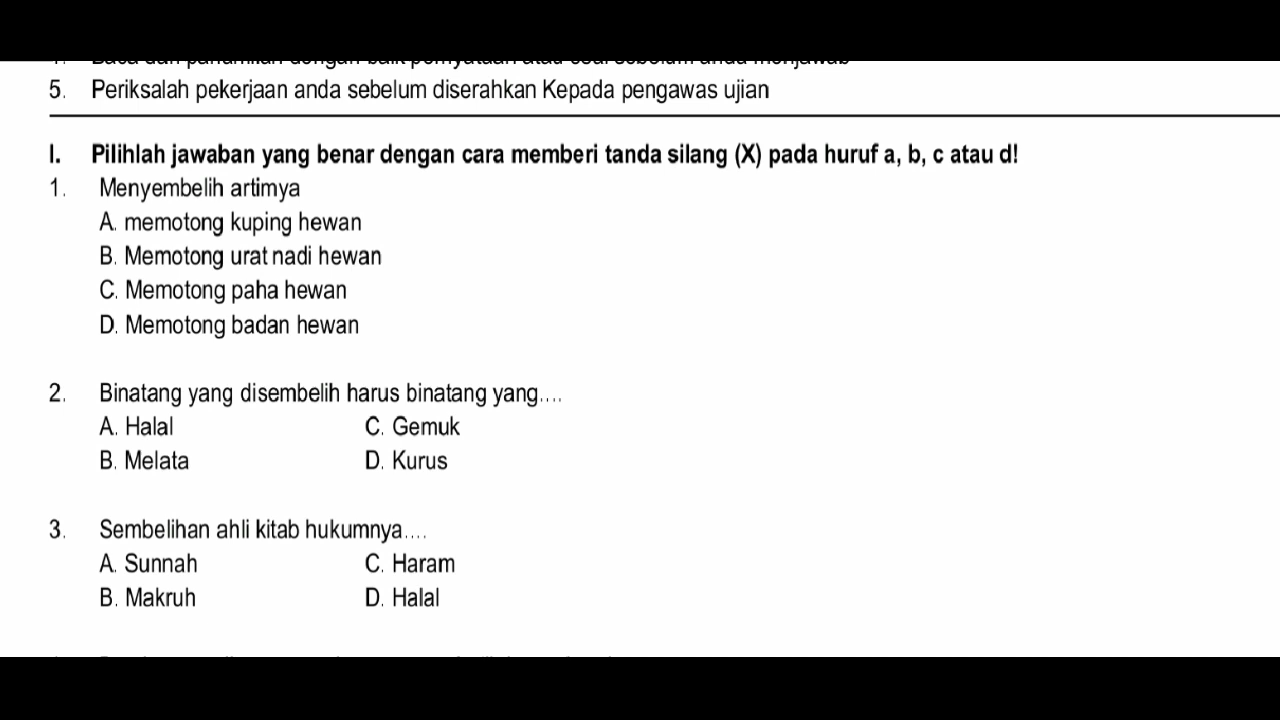 5. Periksalah pekerjaan anda sebelum diserahkan Kepada pengawas ujian
I. Pilihlah jawaban yang benar dengan cara memberi tanda silang (X) pada huruf a, b, c atau d!
1. Menyembelih artimya
A. memotong kuping hewan
B. Memotong urat nadi hewan
C. Memotong paha hewan
D. Memotong badan hewan
2. Binatang yang disembelih harus binatang yang....
A. Halal C. Gemuk
B. Melata D. Kurus
3. Sembelihan ahli kitab hukumnya....
A. Sunnah C. Haram
B. Makruh D. Halal